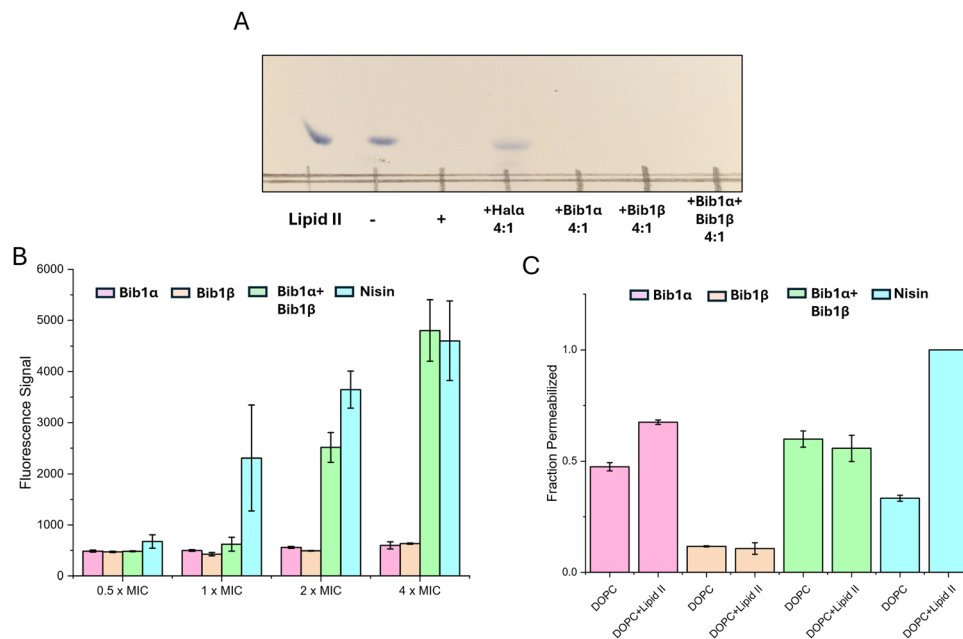 A
Lipid II - + +Halα +Bib1α +Bib1β +Bib1α+
4:1 4:1 4:1 Bib1β
4:1
B
6000
5000
4000
3000
2000
1000
0
Fluorescence Signal
Bib1α Bib1β Bib1α+ Nisin
Bib1β
0.5 x MIC 1 x MIC 2 x MIC 4 x MIC
C
1.0
0.5
0.0
Fraction Permeabilized
Bib1α Bib1β Bib1α+ Nisin
Bib1β
DOPC DOPC+Lipid II DOPC DOPC+Lipid II DOPC DOPC+Lipid II DOPC DOPC+Lipid II